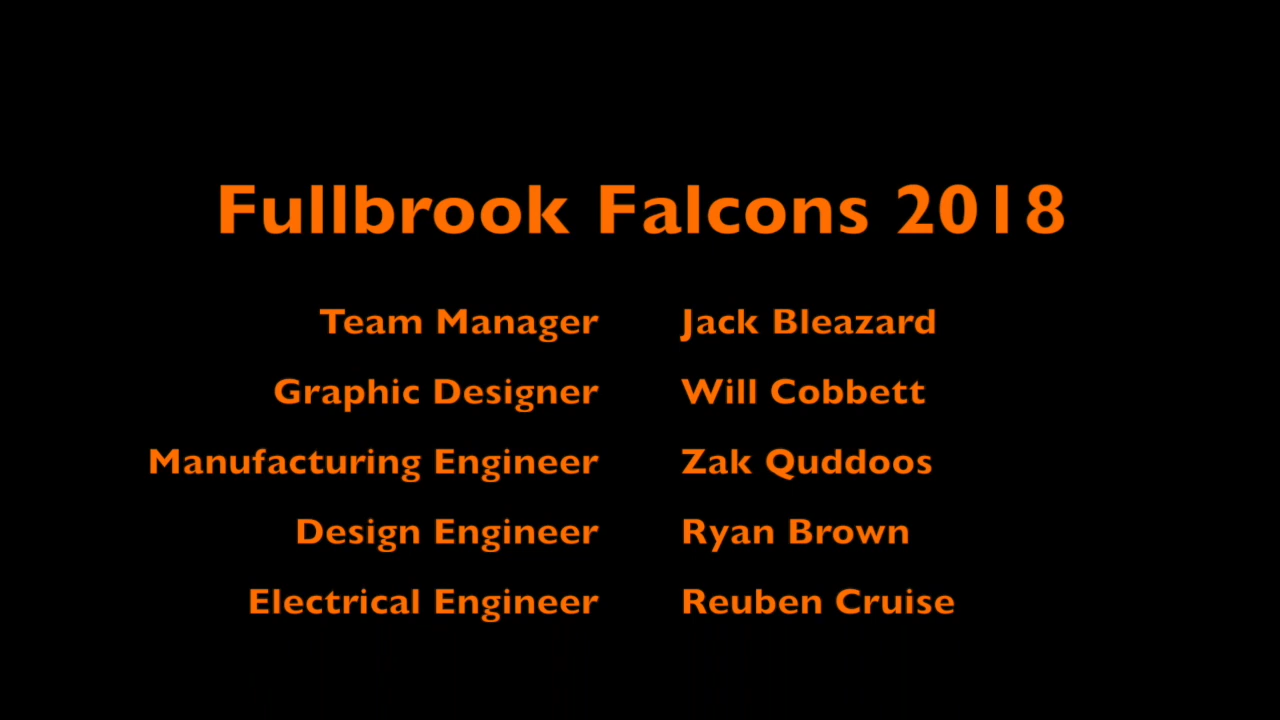 Fullbrook Falcons 2018
Team Manager Jack Bleazard
Graphic Designer Will Cobbett
Manufacturing Engineer Zak Quddoos
Design Engineer Ryan Brown
Electrical Engineer Reuben Cruise